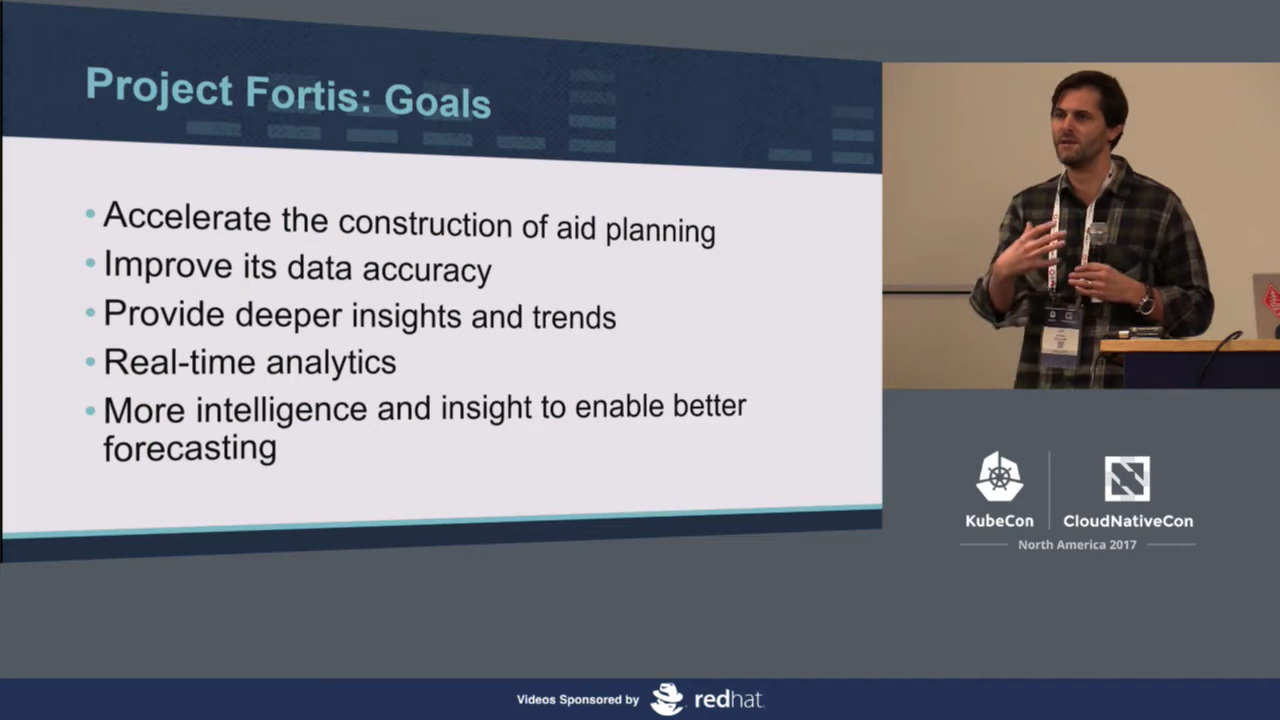 Project Fortis: Goals
• Accelerate the construction of aid planning
• Improve its data accuracy
• Provide deeper insights and trends
• Real-time analytics
• More intelligence and insight to enable better
forecasting
KubeCon
CloudNativeCon
North America 2017
Videos Sponsored by
redhat